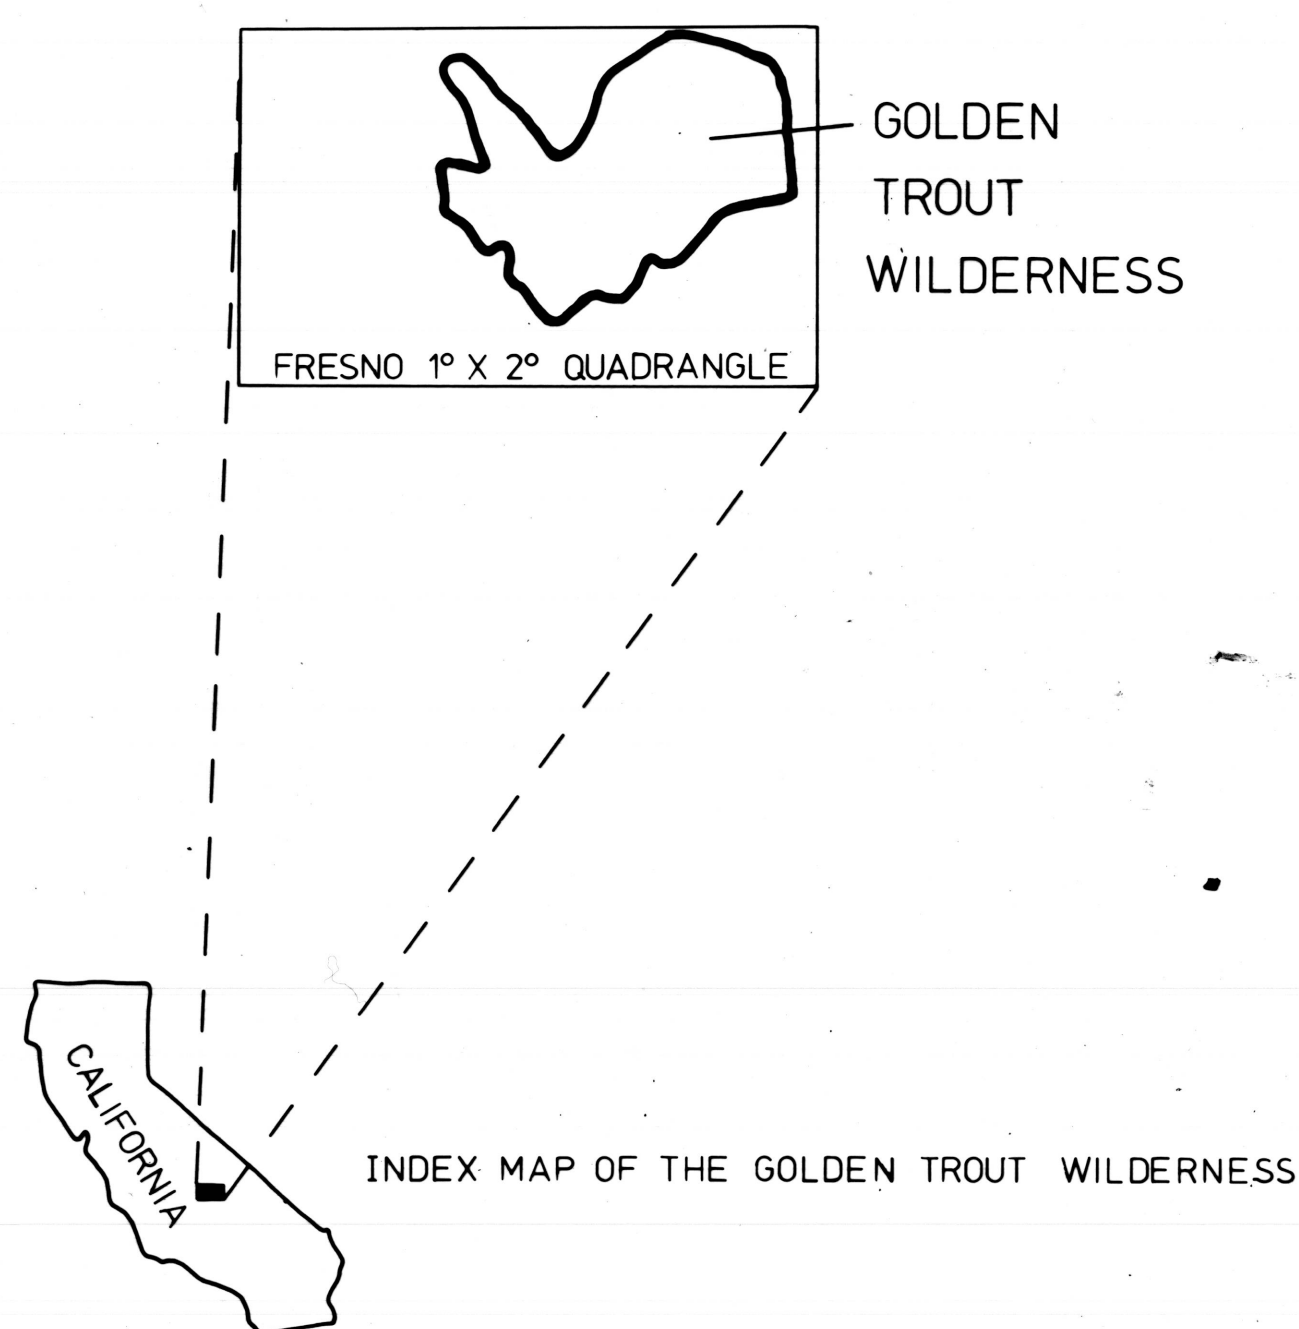 GOLDEN
TROUT
WILDERNESS
FRESNO 1° X 2° QUADRANGLE
CALIFORNIA
INDEX MAP OF THE GOLDEN TROUT WILDERNESS